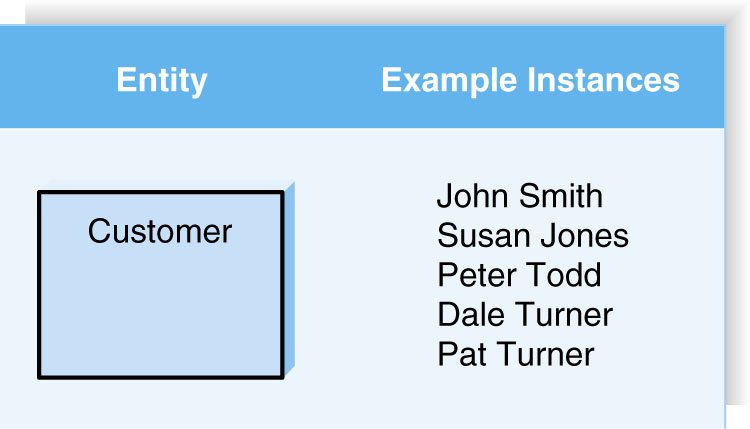 Entity Example Instances
Customer
John Smith
Susan Jones
Peter Todd
Dale Turner
Pat Turner